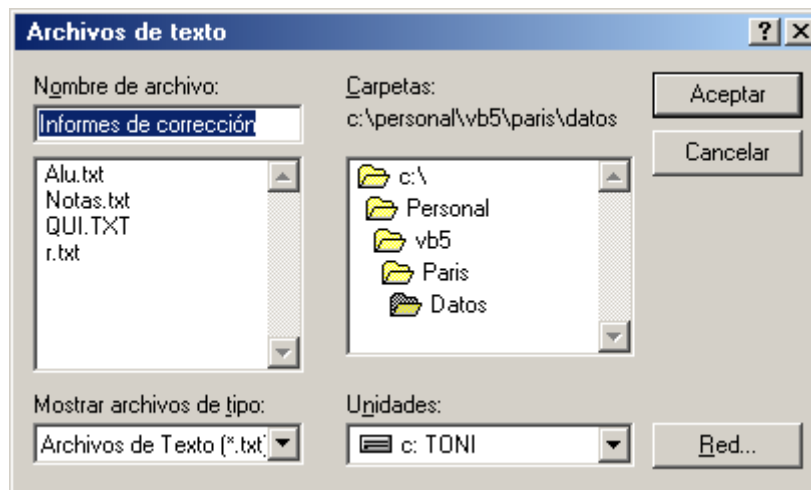 Archivos de texto
Nombre de archivo:
Informes de corrección
Alu.txt
Notas.txt
QUI.TXT
r.txt
Mostrar archivos de tipo:
Archivos de Texto (*.txt)
Carpetas:
c:\personal\vb5\paris\datos
c:\
Personal
vb5
Paris
Datos
Unidades:
c: TONI
Aceptar
Cancelar
Red...